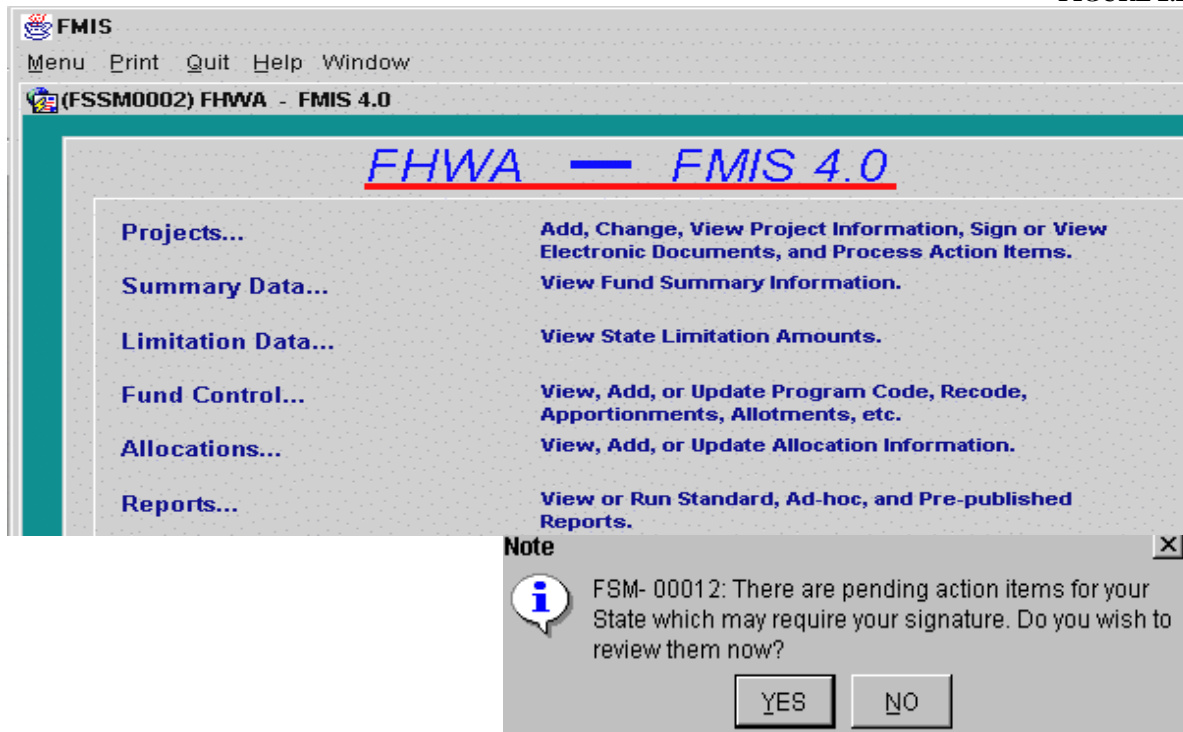 FMIS
Menu Print Quit Help Window
(FSSM0002) FHWA - FMIS 4.0
FHWA — FMIS 4.0
Projects... Add, Change, View Project Information, Sign or View
Electronic Documents, and Process Action Items.
Summary Data... View Fund Summary Information.
Limitation Data... View State Limitation Amounts.
Fund Control... View, Add, or Update Program Code, Recode,
Apportionments, Allotments, etc.
Allocations... View, Add, or Update Allocation Information.
Reports... View or Run Standard, Ad-hoc, and Pre-published
Reports.
Note
FSM- 00012: There are pending action items for your
State which may require your signature. Do you wish to
review them now?
YES NO